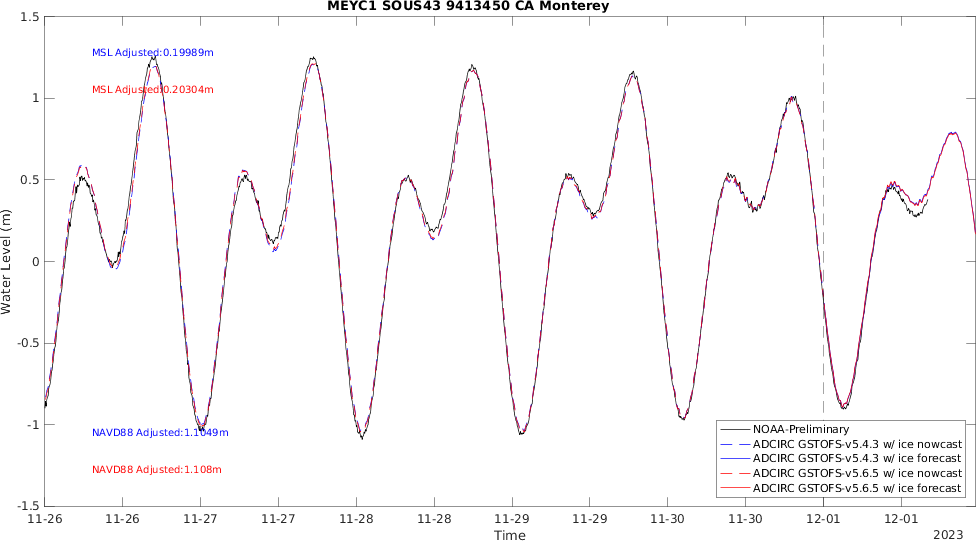 MEYC1 SOUS43 9413450 CA Monterey
1.5
1
0.5
0
-0.5
-1
-1.5
Water Level (m)
MSL Adjusted:0.19989m
MSL Adjusted:0.20304m
NAVD88 Adjusted:1.1049m
NAVD88 Adjusted:1.108m
NOAA-Preliminary
ADCIRC GSTOFS-v5.4.3 w/ ice nowcast
ADCIRC GSTOFS-v5.4.3 w/ ice forecast
ADCIRC GSTOFS-v5.6.5 w/ ice nowcast
ADCIRC GSTOFS-v5.6.5 w/ ice forecast
11-26 11-26 11-27 11-27 11-28 11-28 11-29 11-29 11-30 11-30 12-01 12-01
Time
2023